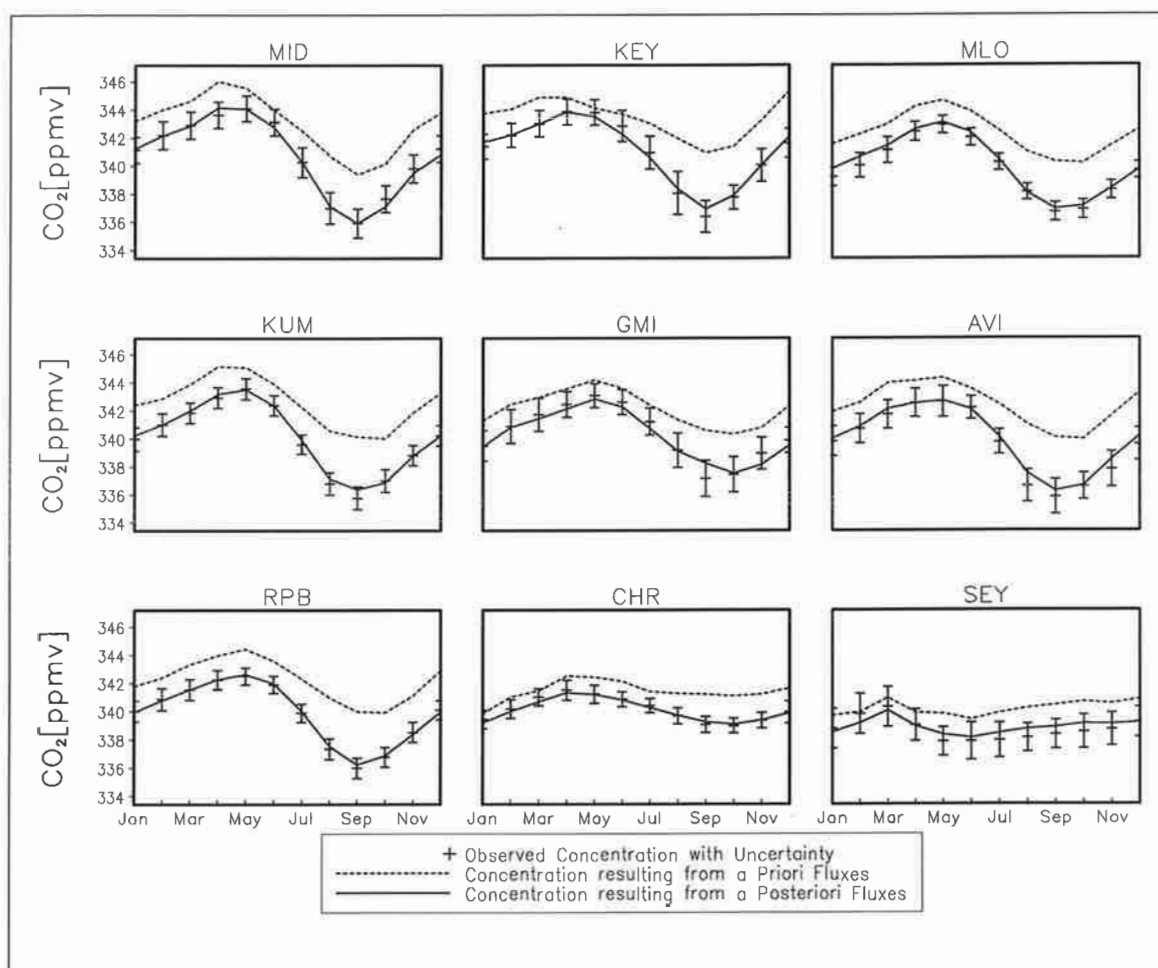 MID KEY MLO
CO₂[ppmv]
346
344
342
340
338
336
334
KUM GMI AVI
CO₂[ppmv]
346
344
342
340
338
336
334
RPB CHR SEY
CO₂[ppmv]
346
344
342
340
338
336
334
Jan Mar May Jul Sep Nov Jan Mar May Jul Sep Nov Jan Mar May Jul Sep Nov
Observed Concentration with Uncertainty
Concentration resulting from a Priori Fluxes
Concentration resulting from a Posteriori Fluxes